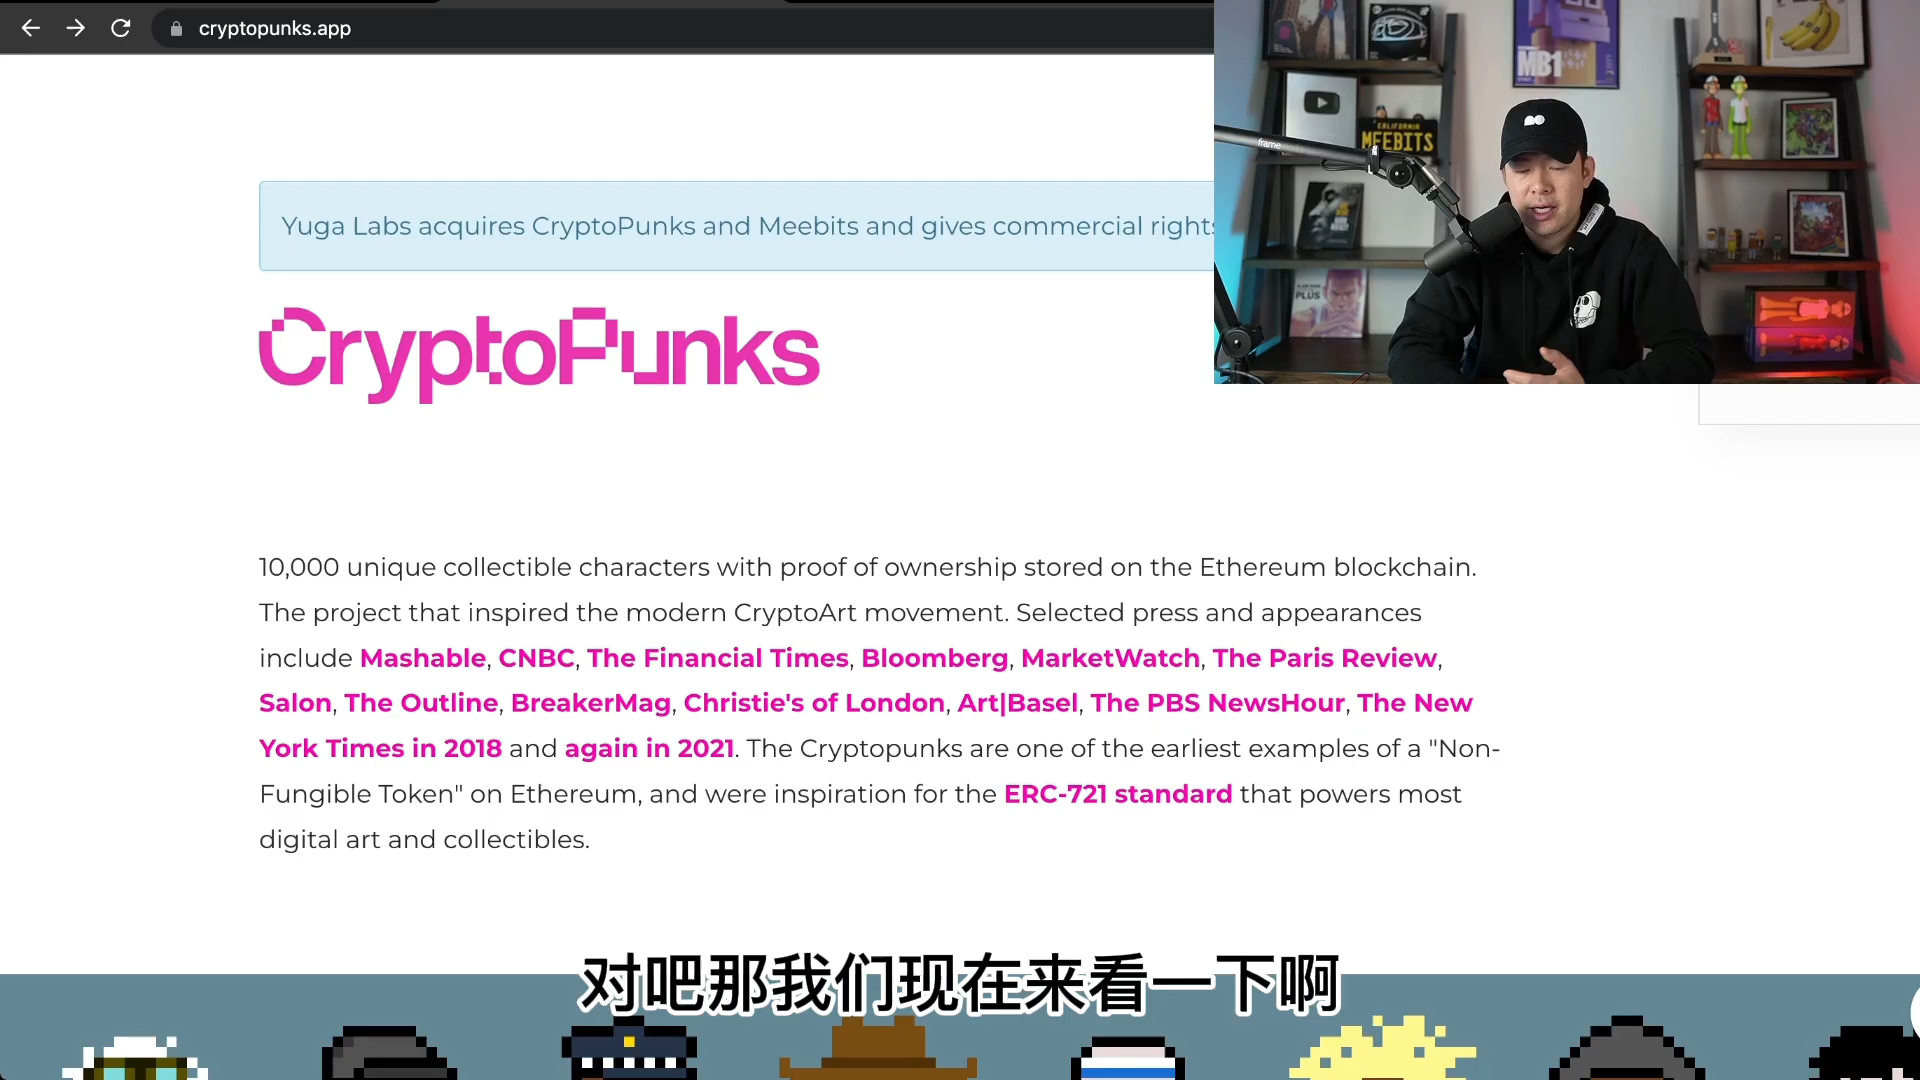 cryptopunks.app
Yuga Labs acquires CryptoPunks and Meebits and gives commercial rights
CryptoPunks
MB1
CALIFORNIA
MEEBITS
frame
PLUS
10,000 unique collectible characters with proof of ownership stored on the Ethereum blockchain.
The project that inspired the modern CryptoArt movement. Selected press and appearances
include Mashable, CNBC, The Financial Times, Bloomberg, MarketWatch, The Paris Review,
Salon, The Outline, BreakerMag, Christie's of London, Art|Basel, The PBS NewsHour, The New
York Times in 2018 and again in 2021. The Cryptopunks are one of the earliest examples of a "Non-
Fungible Token" on Ethereum, and were inspiration for the ERC-721 standard that powers most
digital art and collectibles.
对吧那我们现在来看一下啊